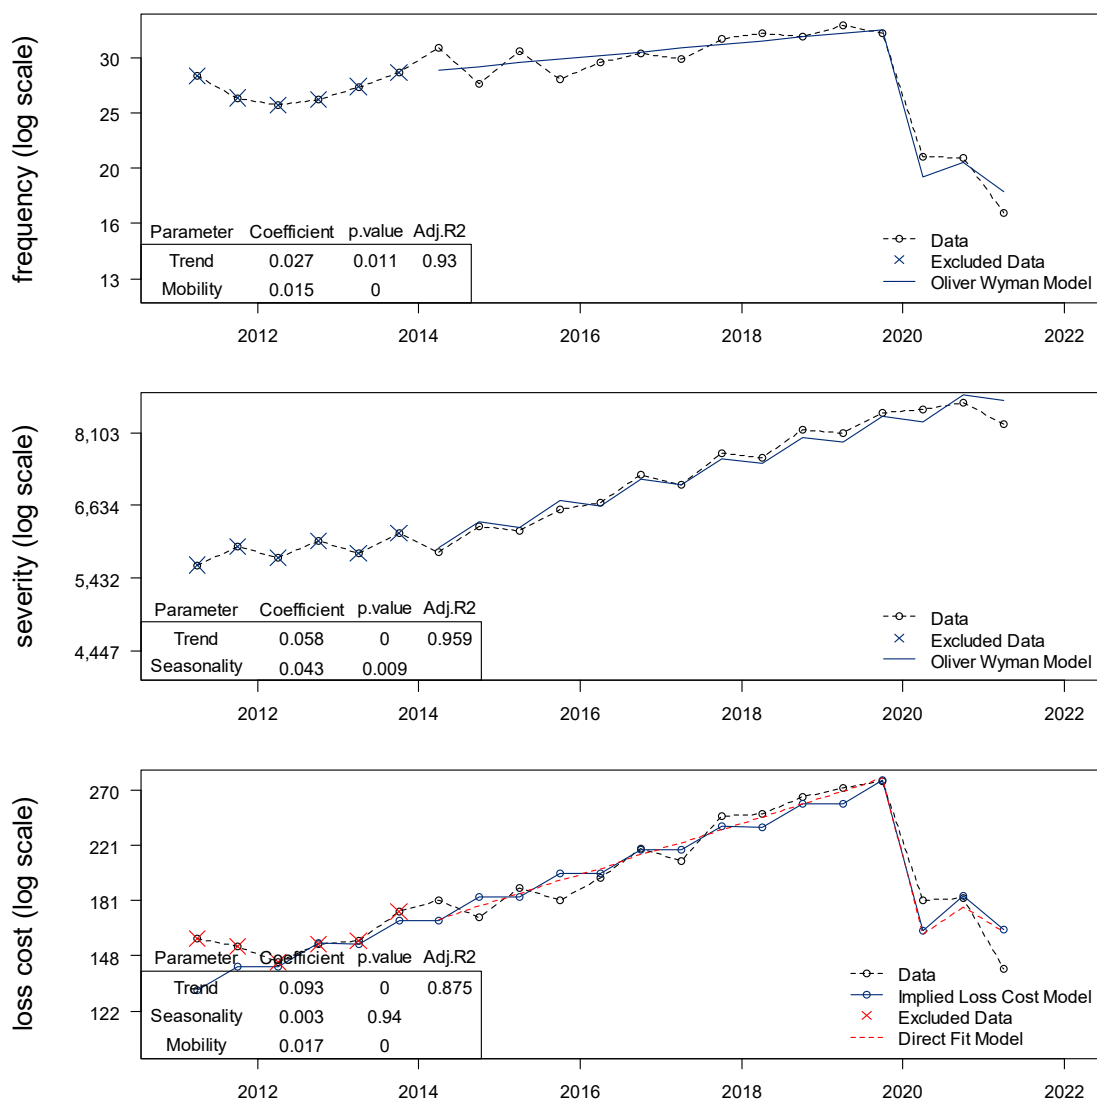 frequency (log scale)
30
25
20
16
13
Parameter Coefficient p.value Adj.R2
Trend 0.027 0.011 0.93
Mobility 0.015 0
Data
Excluded Data
Oliver Wyman Model
2012 2014 2016 2018 2020 2022
severity (log scale)
8,103
6,634
5,432
4,447
Parameter Coefficient p.value Adj.R2
Trend 0.058 0 0.959
Seasonality 0.043 0.009
Data
Excluded Data
Oliver Wyman Model
2012 2014 2016 2018 2020 2022
loss cost (log scale)
270
221
181
148
122
Parameter Coefficient p.value Adj.R2
Trend 0.093 0 0.875
Seasonality 0.003 0.94
Mobility 0.017 0
Data
Implied Loss Cost Model
Excluded Data
Direct Fit Model
2012 2014 2016 2018 2020 2022